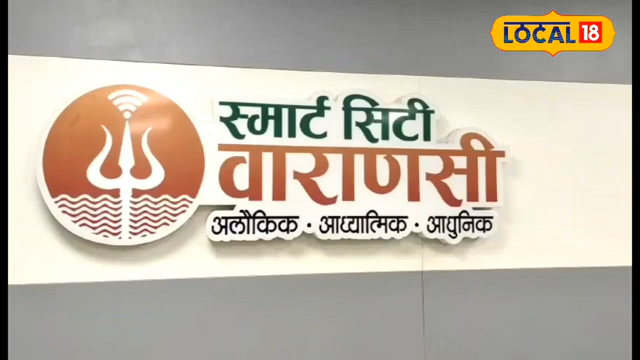 LOCAL 18
स्मार्ट सिटी
वाराणसी
अलौकिक · आध्यात्मिक · आधुनिक